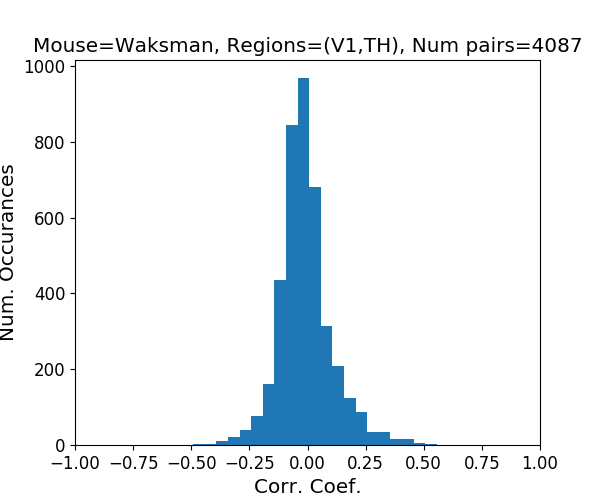 Mouse=Waksman, Regions=(V1,TH), Num pairs=4087
1000
800
600
400
200
0
Num. Occurances
−1.00 −0.75 −0.50 −0.25 0.00 0.25 0.50 0.75 1.00
Corr. Coef.